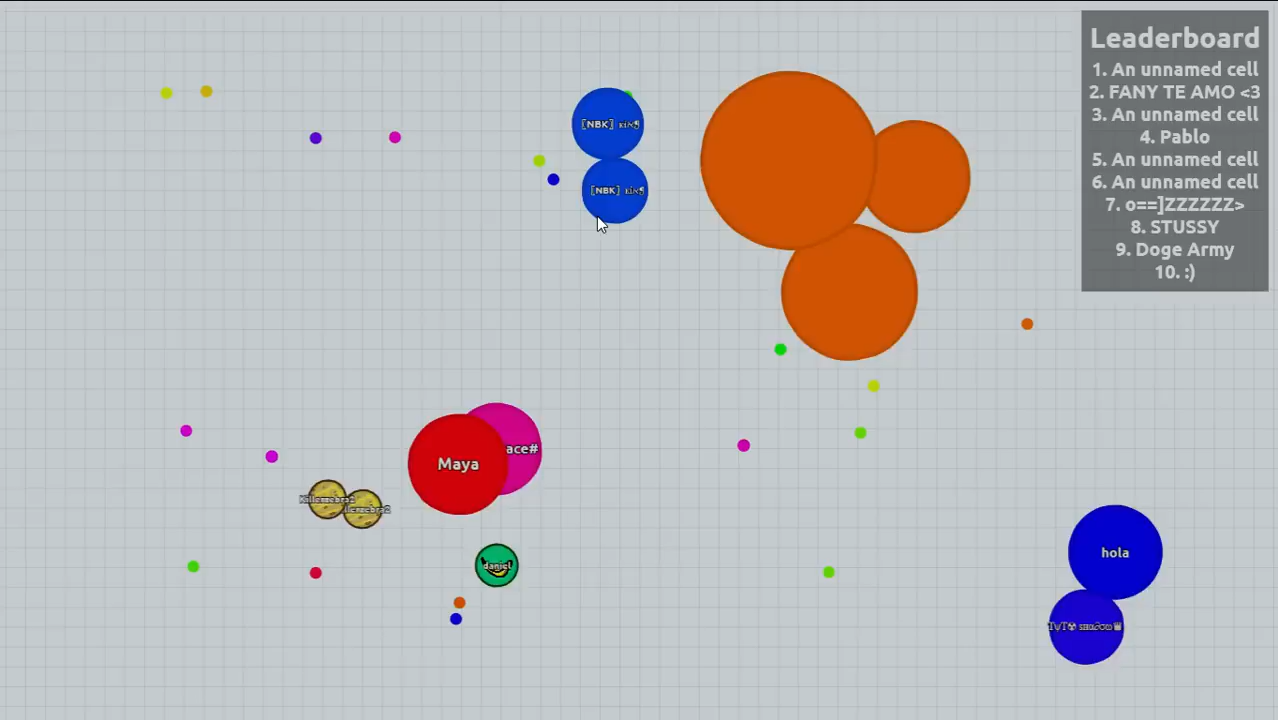 Leaderboard
1. An unnamed cell
2. FANY TE AMO <3
3. An unnamed cell
4. Pablo
5. An unnamed cell
6. An unnamed cell
7. o==]ZZZZZZ>
8. STUSSY
9. Doge Army
10. :)
[NBK]
[NBK]
ace#
Maya
daniel
hola